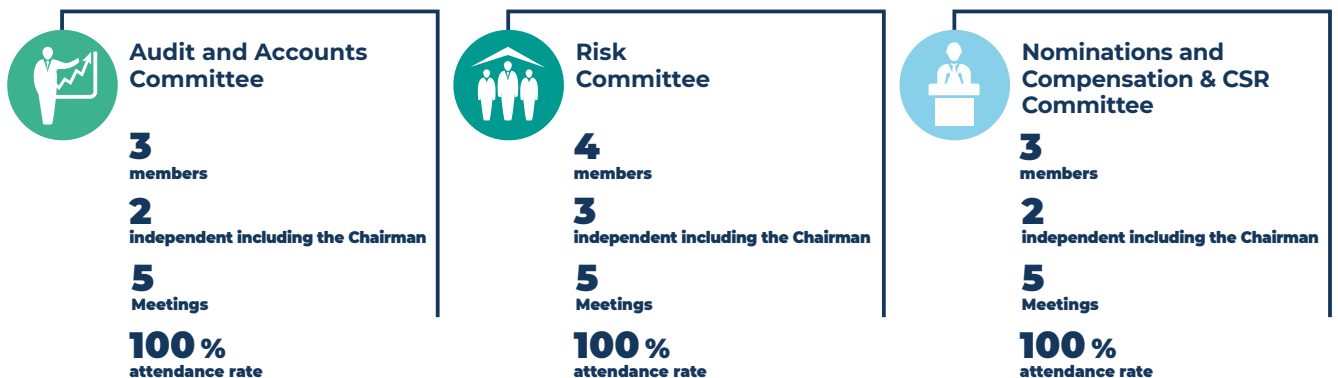 Audit and Accounts
Committee
3
members
2
independent including the Chairman
5
Meetings
100 %
attendance rate
Risk
Committee
4
members
3
independent including the Chairman
5
Meetings
100 %
attendance rate
Nominations and
Compensation & CSR
Committee
3
members
2
independent including the Chairman
5
Meetings
100 %
attendance rate